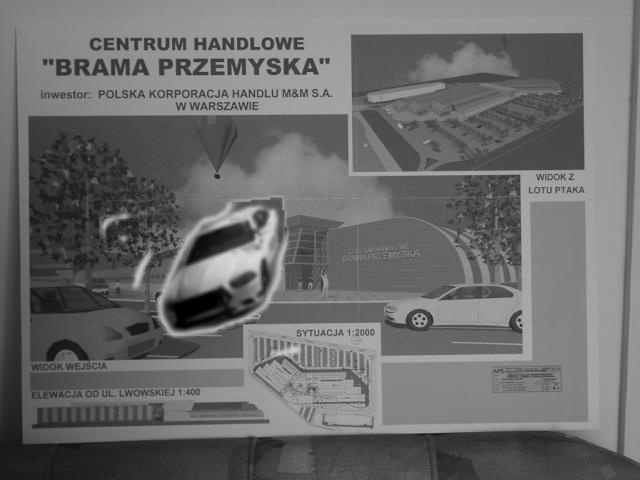 CENTRUM HANDLOWE
"BRAMA PRZEMYSKA"
inwestor: POLSKA KORPORACJA HANDLU M&M S.A.
W WARSZAWIE
WIDOK Z
LOTU PTAKA
CENTRUM HANDLOWE
BRAMA PRZEMYSKA
SYTUACJA 1:2000
WIDOK WEJŚCIA
ELEWACJA OD UL. LWOWSKIEJ 1:400
APE